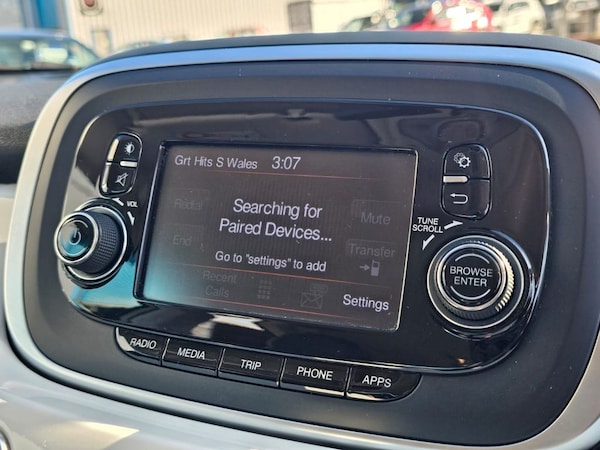 Grt Hits S Wales 3:07
Searching for
Paired Devices...
Go to "settings" to add
Redial
Mute
End
Transfer
Recent
Calls
Settings
VOL
TUNE
SCROLL
BROWSE
ENTER
RADIO
MEDIA
TRIP
PHONE
APPS